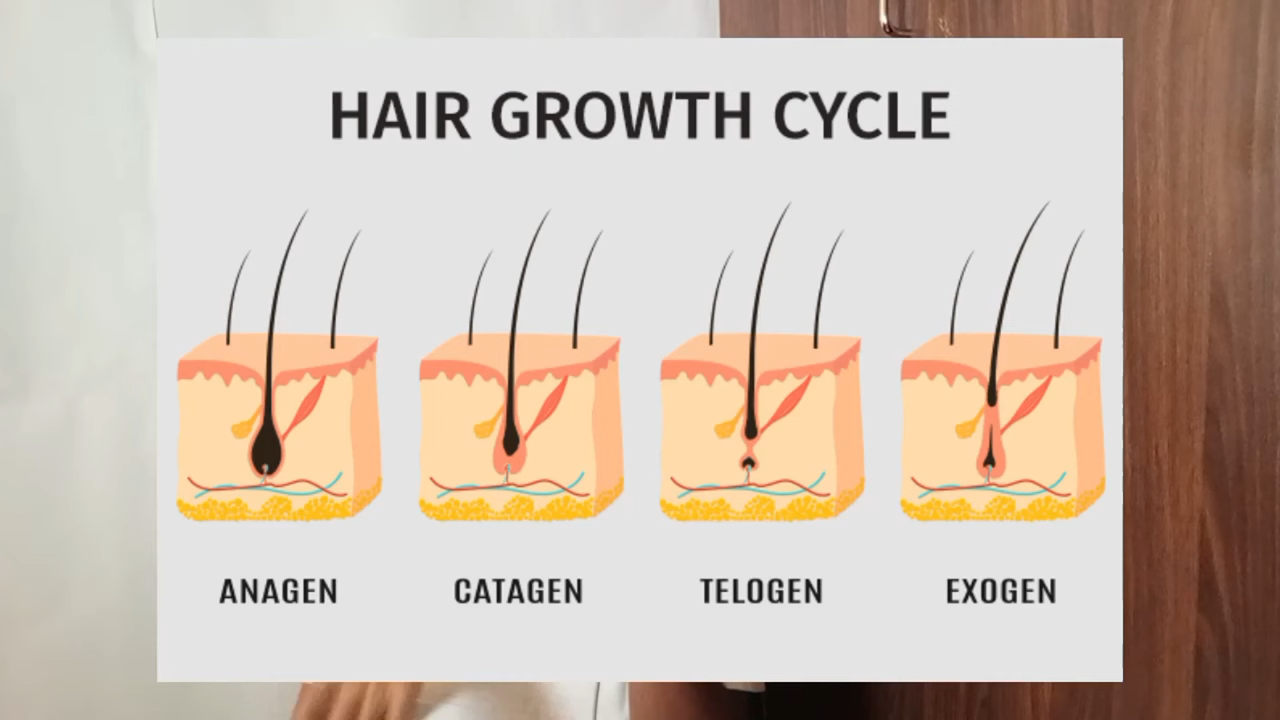 HAIR GROWTH CYCLE
ANAGEN
CATAGEN
TELOGEN
EXOGEN